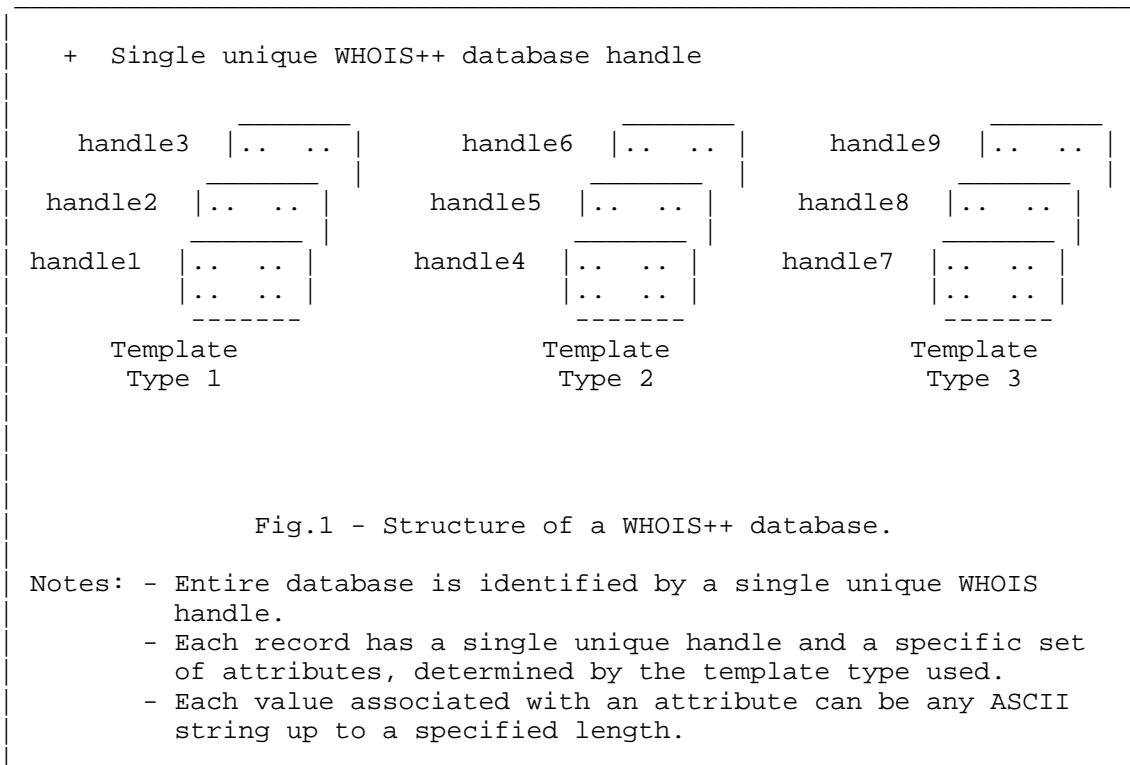 + Single unique WHOIS++ database handle
handle3 |.. .. | handle6 |.. .. | handle9 |.. .. |
handle2 |.. .. | handle5 |.. .. | handle8 |.. .. |
handle1 |.. .. | handle4 |.. .. | handle7 |.. .. |
|.. .. | |.. .. | |.. .. |
------- ------- -------
Template Template Template
Type 1 Type 2 Type 3
Fig.1 - Structure of a WHOIS++ database.
Notes: - Entire database is identified by a single unique WHOIS
handle.
- Each record has a single unique handle and a specific set
of attributes, determined by the template type used.
- Each value associated with an attribute can be any ASCII
string up to a specified length.